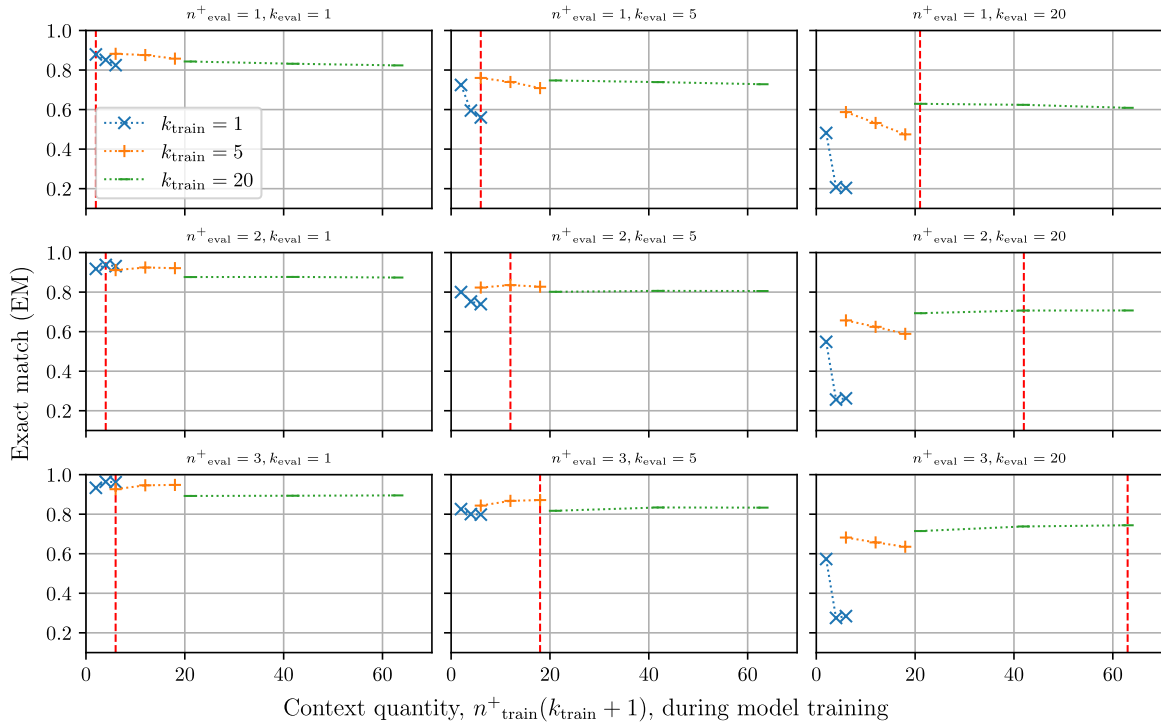 n⁺eval = 1, keval = 1
n⁺eval = 1, keval = 5
n⁺eval = 1, keval = 20
1.0
0.8
0.6
0.4
0.2
ktrain = 1
ktrain = 5
ktrain = 20
0
20
40
60
0
20
40
60
0
20
40
60
n⁺eval = 2, keval = 1
n⁺eval = 2, keval = 5
n⁺eval = 2, keval = 20
1.0
0.8
0.6
0.4
0.2
Exact match (EM)
n⁺eval = 3, keval = 1
n⁺eval = 3, keval = 5
n⁺eval = 3, keval = 20
1.0
0.8
0.6
0.4
0.2
Context quantity, n⁺train(ktrain + 1), during model training